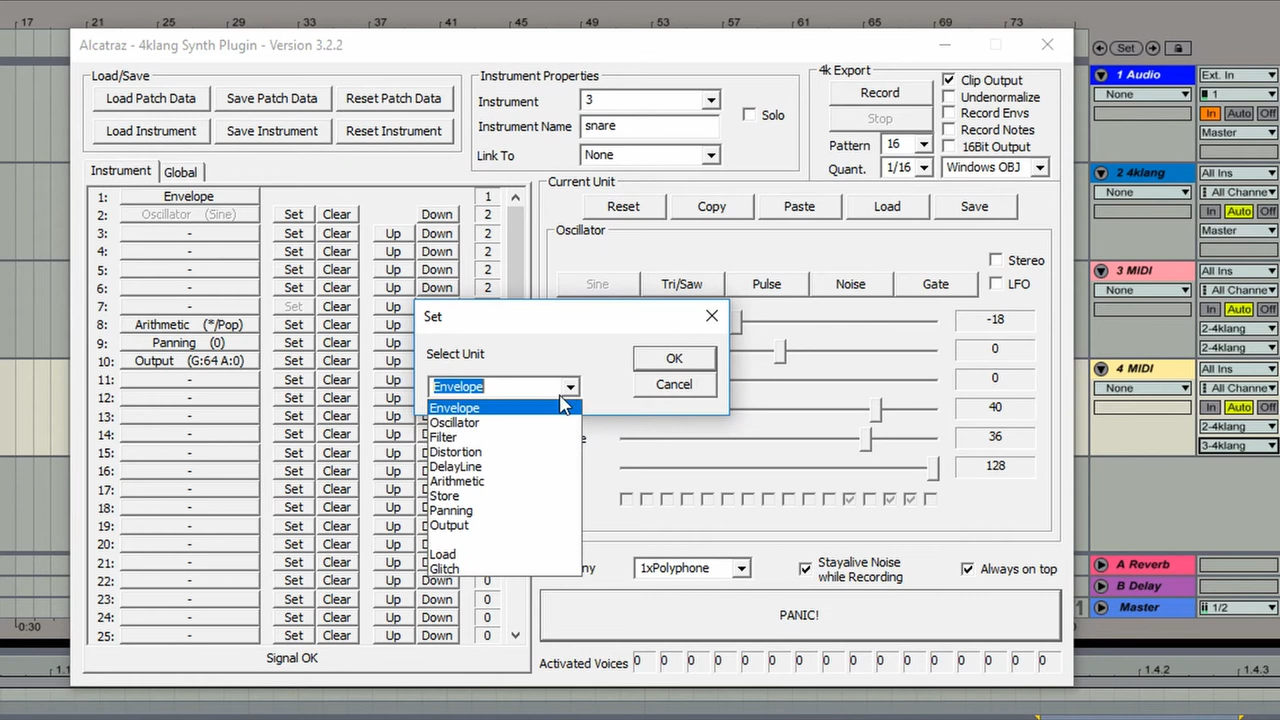 17 21 25 29 33 37 41 45 49 53 57 61 65 69 73
Alcatraz - 4klang Synth Plugin - Version 3.2.2
Load/Save
Load Patch Data Save Patch Data Reset Patch Data
Load Instrument Save Instrument Reset Instrument
Instrument Properties
Instrument 3
Instrument Name snare
Link To None
Solo
4k Export
Record
Stop
Pattern 16
Quant. 1/16 Windows OBJ
Clip Output
Undenormalize
Record Envs
Record Notes
16Bit Output
Instrument Global
1: Envelope 1
2: Oscillator (Sine) Set Clear Down 2
3: - Set Clear Up Down 2
4: - Set Clear Up Down 2
5: - Set Clear Up Down 2
6: - Set Clear Up Down 2
7: - Set Clear Up
8: Arithmetic (*/Pop) Set Clear Up
9: Panning (0) Set Clear Up
10: Output (G:64 A:0) Set Clear Up
11: - Set Clear Up
12: - Set Clear Up
13: - Set Clear Up
14: - Set Clear Up
15: - Set Clear Up
16: - Set Clear Up
17: - Set Clear Up
18: - Set Clear Up
19: - Set Clear Up
20: - Set Clear Up
21: - Set Clear Up
22: - Set Clear Up Down 0
23: - Set Clear Up Down 0
24: - Set Clear Up Down 0
25: - Set Clear Up Down 0
Signal OK
Current Unit
Reset Copy Paste Load Save
Oscillator
Stereo
Sine Tri/Saw Pulse Noise Gate LFO
-18
0
0
40
36
128
Set
Select Unit
OK
Cancel
Envelope
Envelope
Oscillator
Filter
Distortion
DelayLine
Arithmetic
Store
Panning
Output
Load
Glitch
1xPolyphone
Stayalive Noise
while Recording
Always on top
PANIC!
Activated Voices 0 0 0 0 0 0 0 0 0 0 0 0 0 0 0 0
Set
1 Audio Ext. In
None 1
In Auto Off
Master
2 4klang All Ins
None All Channe
In Auto Off
Master
3 MIDI All Ins
None All Channe
In Auto Off
2-4klang
2-4klang
4 MIDI All Ins
None All Channe
In Auto Off
2-4klang
3-4klang
A Reverb
B Delay
Master 1/2
0:30
1.4.2 1.4.3